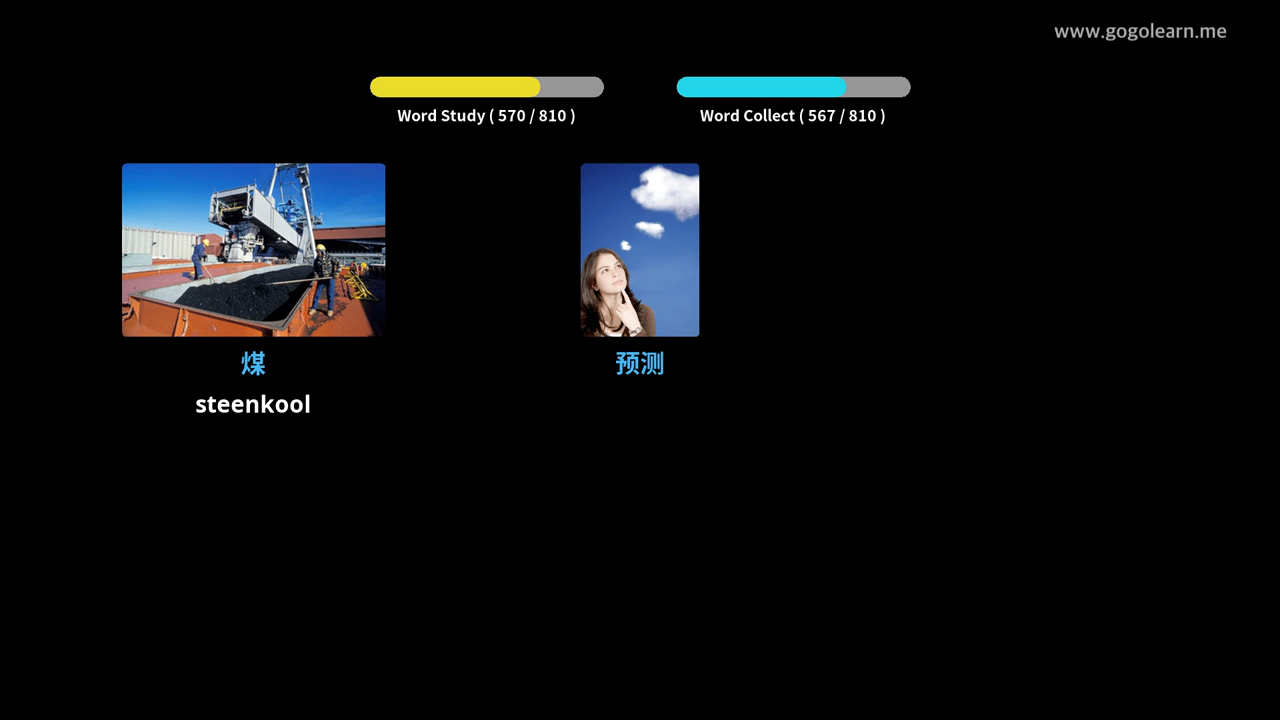 www.gogolearn.me
Word Study ( 570 / 810 )
Word Collect ( 567 / 810 )
煤
预测
steenkool